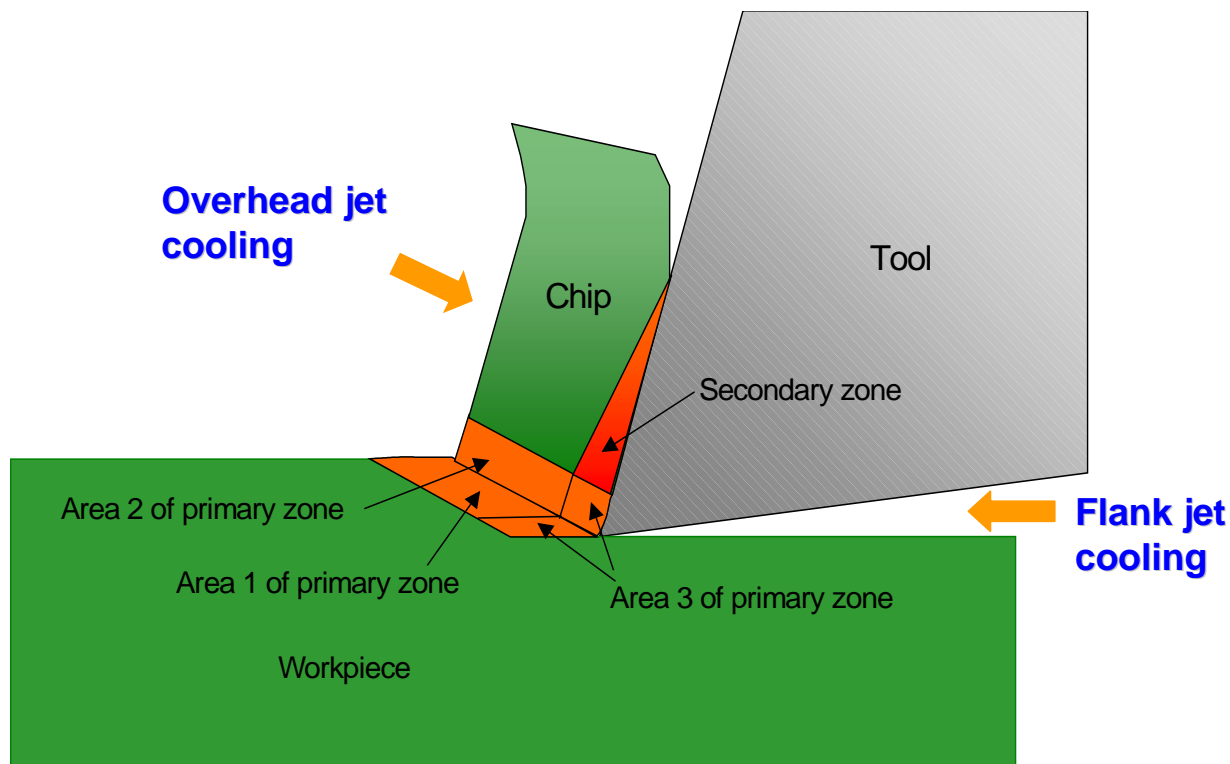 Overhead jet
cooling
Tool
Chip
Secondary zone
Area 2 of primary zone
Flank jet
cooling
Area 1 of primary zone
Area 3 of primary zone
Workpiece